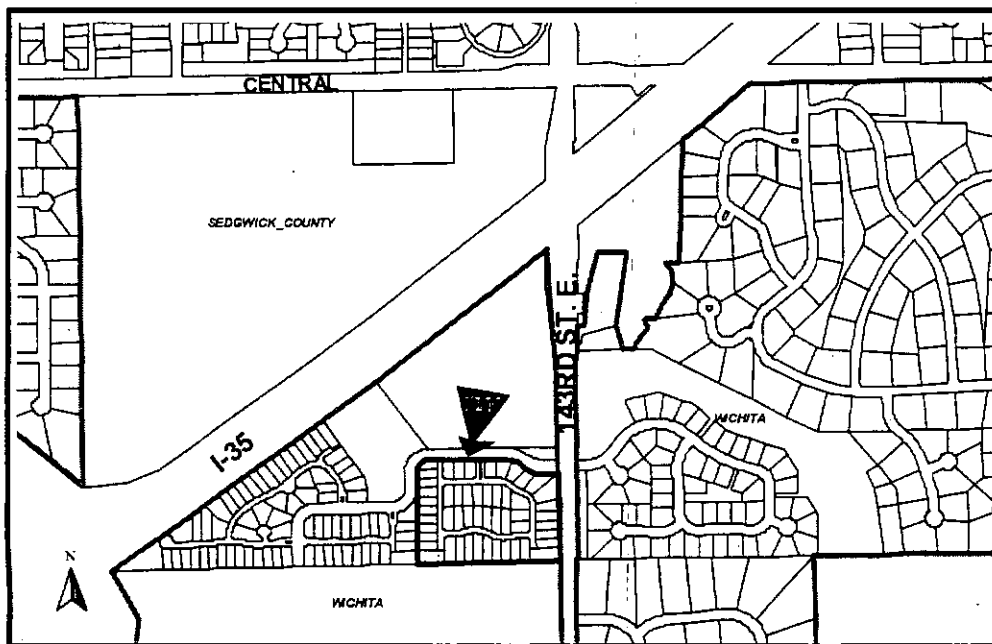 CENTRAL
SEDGWICK_COUNTY
143RD ST. E.
WICHITA
I-35
N
WICHITA